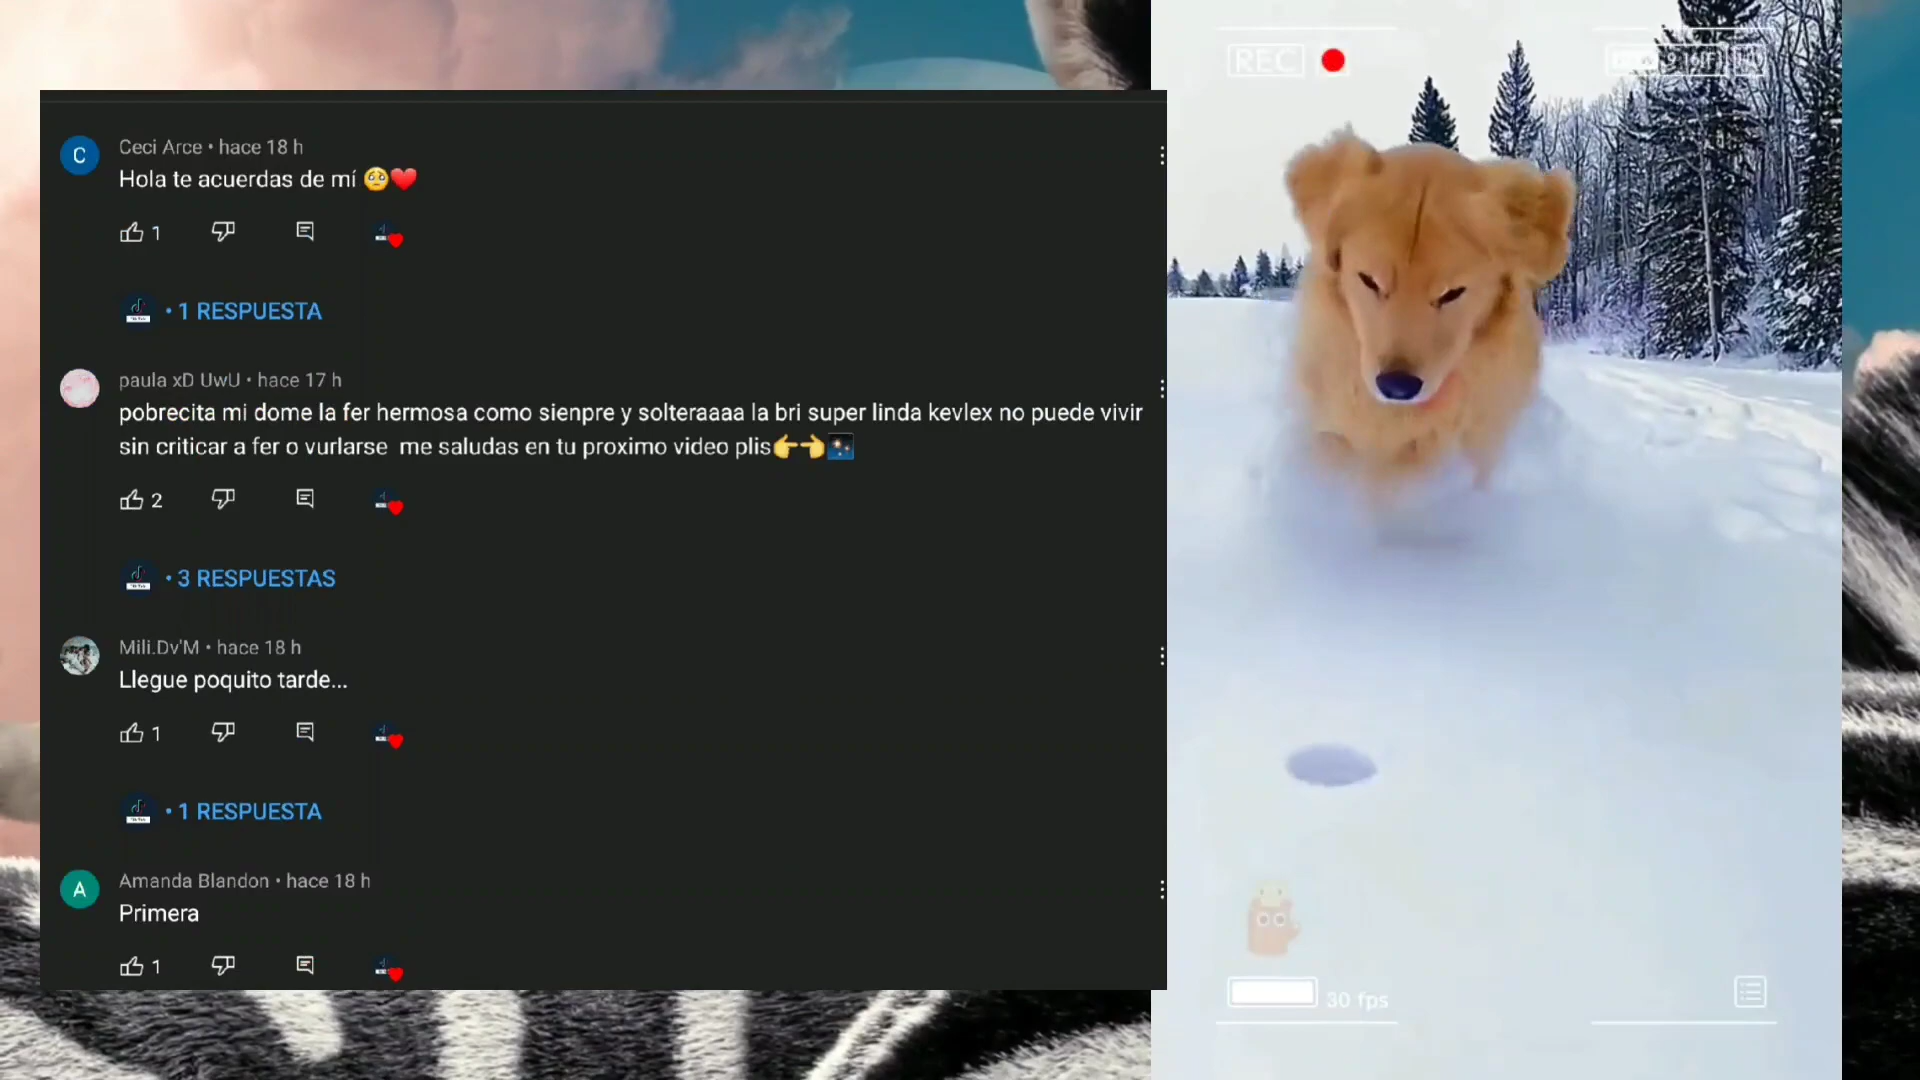 Ceci Arce • hace 18 h
Hola te acuerdas de mí 🥺❤️
1
• 1 RESPUESTA
paula xD UwU • hace 17 h
pobrecita mi dome la fer hermosa como sienpre y solteraaaa la bri super linda kevlex no puede vivir
sin criticar a fer o vurlarse  me saludas en tu proximo video plis👉👈🎇
2
• 3 RESPUESTAS
Mili.Dv'M • hace 18 h
Llegue poquito tarde...
1
• 1 RESPUESTA
Amanda Blandon • hace 18 h
Primera
1
C
A
REC
30 fps